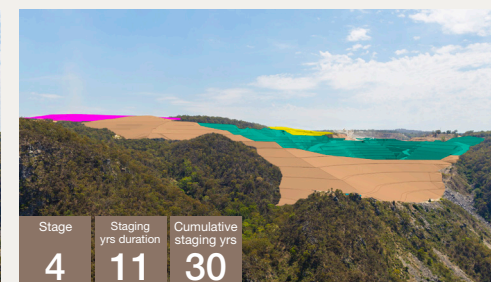 Stage
4
Staging
yrs duration
11
Cumulative
staging yrs
30